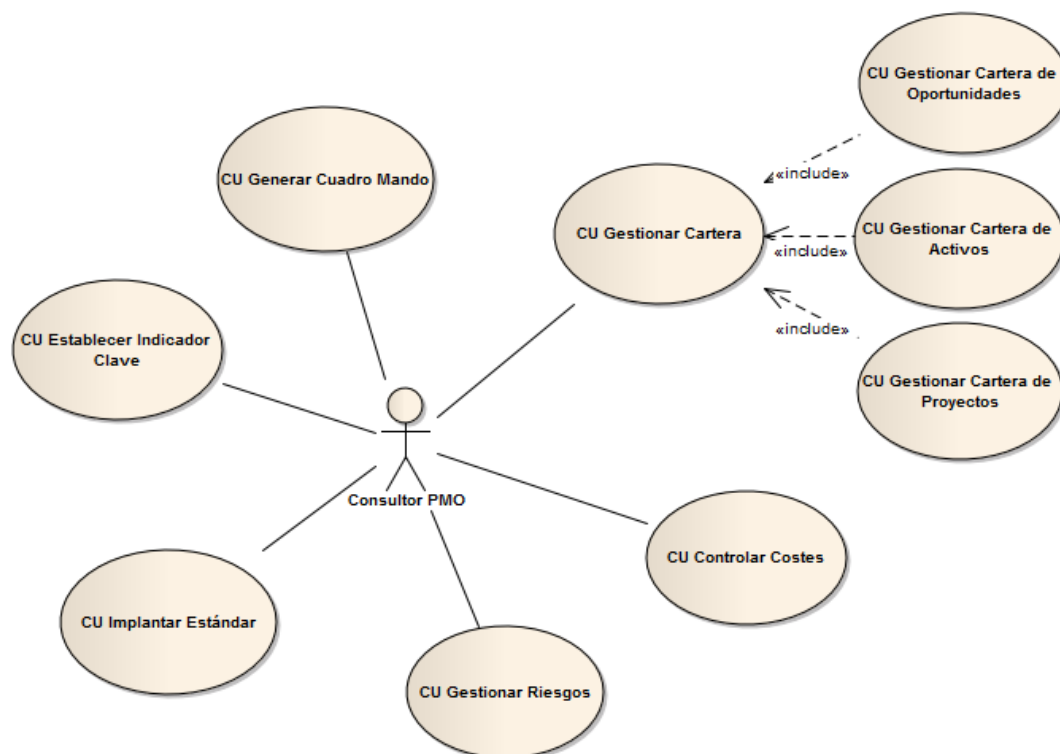 CU Gestionar Cartera de
Oportunidades
CU Generar Cuadro Mando
«include»
CU Gestionar Cartera
CU Gestionar Cartera de
Activos
«include»
«include»
CU Establecer Indicador
Clave
CU Gestionar Cartera de
Proyectos
Consultor PMO
CU Controlar Costes
CU Implantar Estándar
CU Gestionar Riesgos